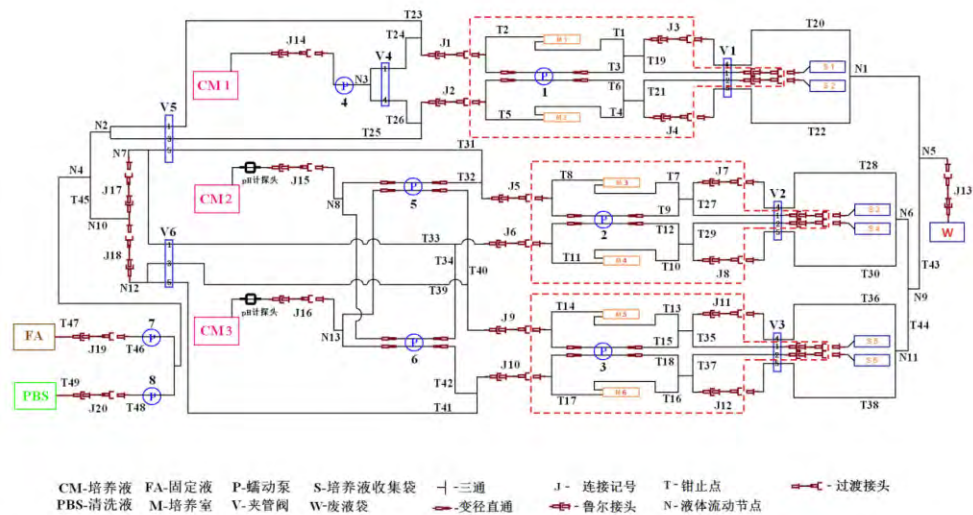 T23 T20
J14 T24 T2 M1 T1 J3
V4 J1 V1
N3 T3 T19 S1 N1
CM1 P P
4 1 S2
V5 J2 T6 T21
T26 T5 M2 T4 J4
N2 T25 T22
N5
N4 N7 T31 J13
CM2 pH计探头 J15 T32 T8 M3 T7 J7 T28
J17 P J5 V2
T45 N8 5 T9 T27 S3 N6 W
N10 P
V6 T33 J6 2 T12 T29 S4
J18 T34 T40 T11 M4 T10 J8 T43
N12 T39 T30
CM3 pH计探头 J16 T14 M5 T13 J11 T36 N9
T47 7 N13 J9 V3 T44
FA P P T15 T35 S5
J19 T46 6 P N11
8 3 T18 T37
T49 T42 J10 S6
PBS P T17 M6 T16 J12
J20 T48 T41 T38
CM-培养液 FA-固定液 P-蠕动泵 S-培养液收集袋 -三通 J - 连接记号 T-钳止点 -过渡接头
PBS-清洗液 M-培养室 V-夹管阀 W-废液袋 -变径直通 -鲁尔接头 N-液体流动节点